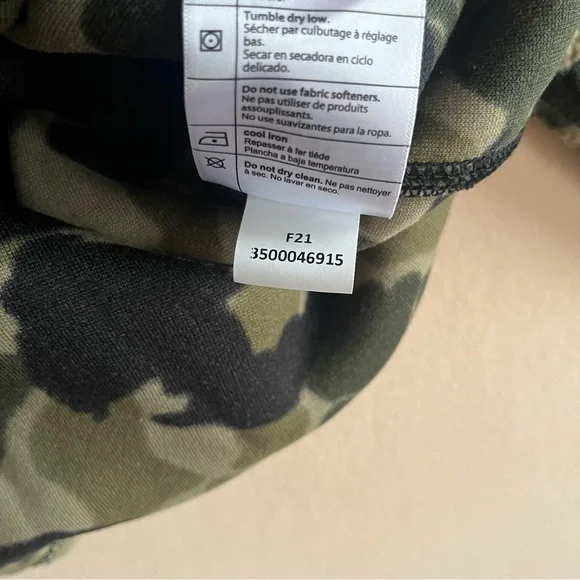 Tumble dry low.
Sécher par culbutage à réglage
bas.
Secar en secadora en ciclo
delicado.
Do not use fabric softeners.
Ne pas utiliser de produits
assouplissants.
No use suavizantes para la ropa.
cool iron
Repasser à fer tiéde
Plancha a baja temperatura
Do not dry clean. Ne pas nettoyer
à sec. No lavar en seco.
F21
3500046915